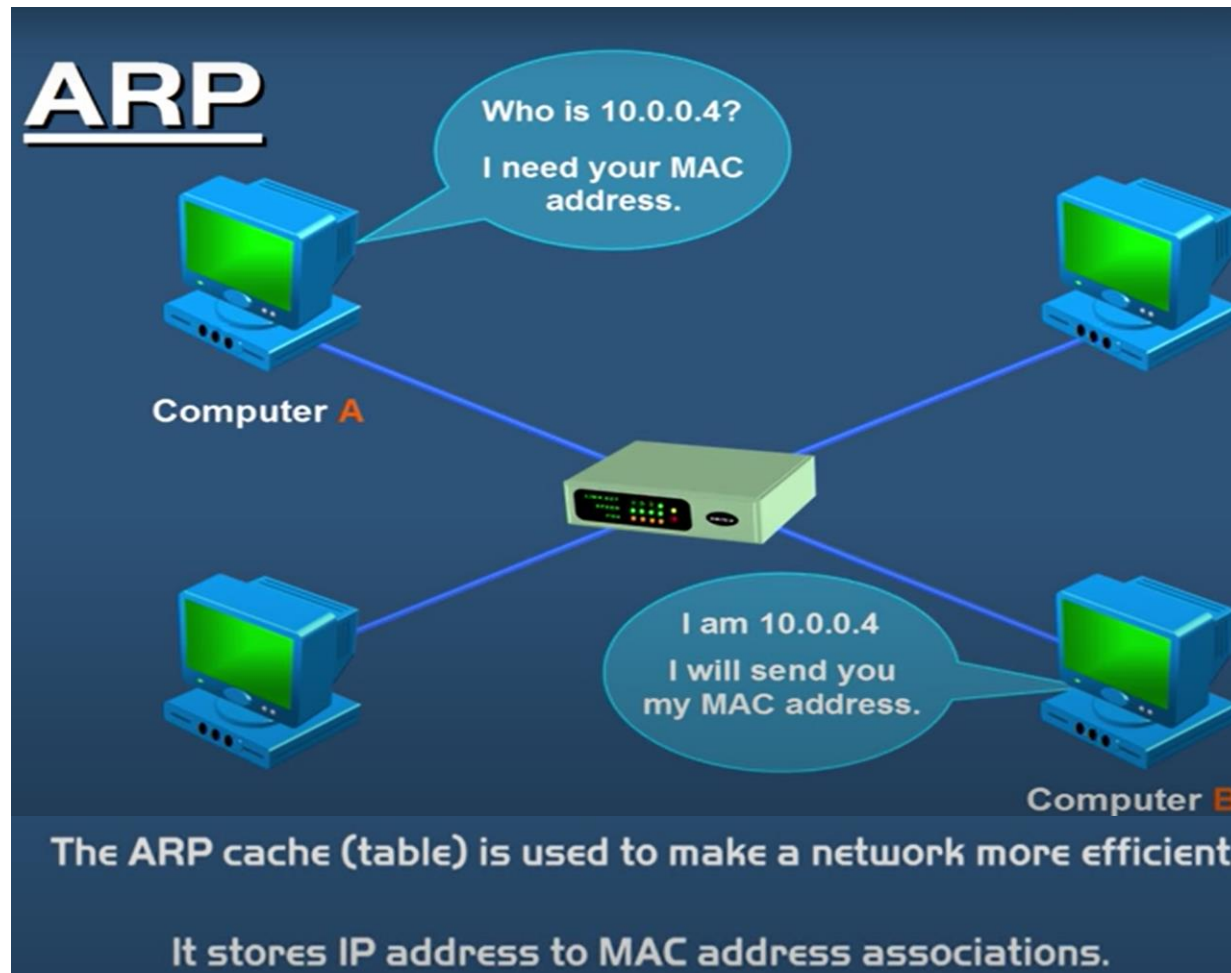 ARP
Who is 10.0.0.4?
I need your MAC
address.
Computer A
I am 10.0.0.4
I will send you
my MAC address.
Computer B
The ARP cache (table) is used to make a network more efficient
It stores IP address to MAC address associations.